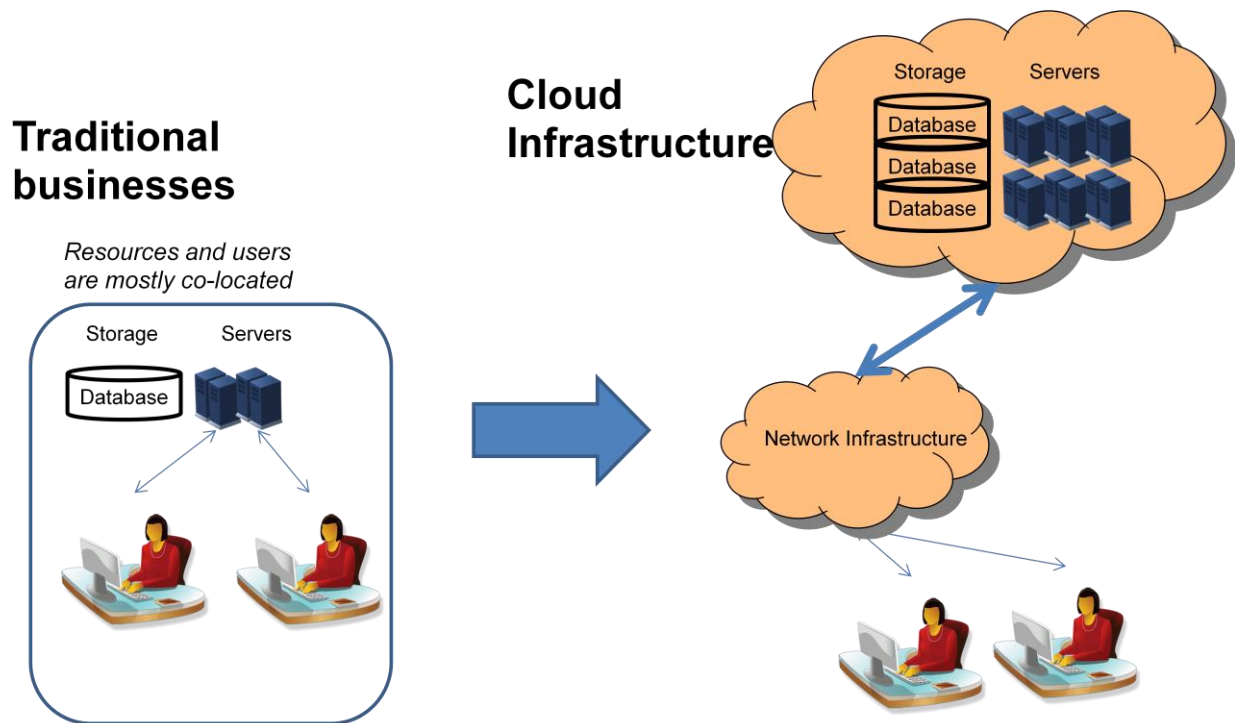 Traditional
businesses
Resources and users
are mostly co-located
Storage Servers
Database
Cloud
Infrastructure
Storage Servers
Database
Database
Database
Network Infrastructure